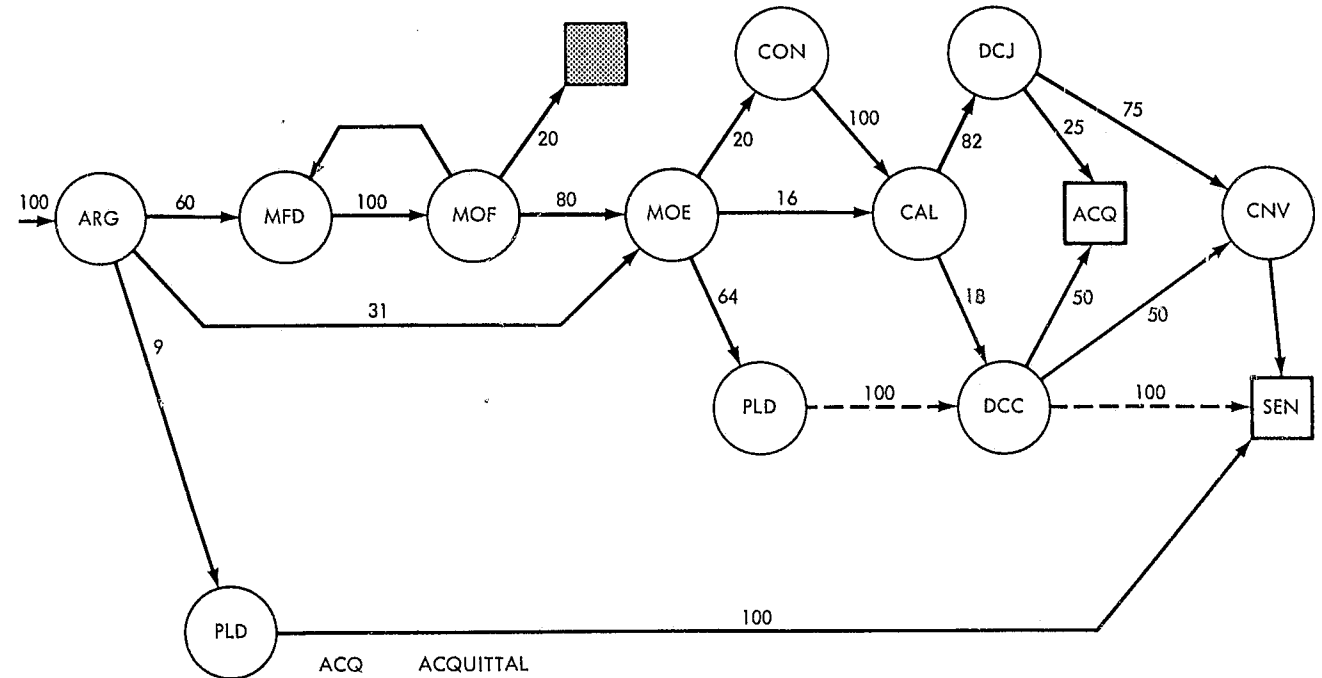 CON
DCJ
20
20
100
82
25
75
100
ARG
60
MFD
100
MOF
80
MOE
16
CAL
ACQ
CNV
31
64
18
50
50
9
PLD
100
DCC
100
SEN
PLD
100
ACQ ACQUITTAL